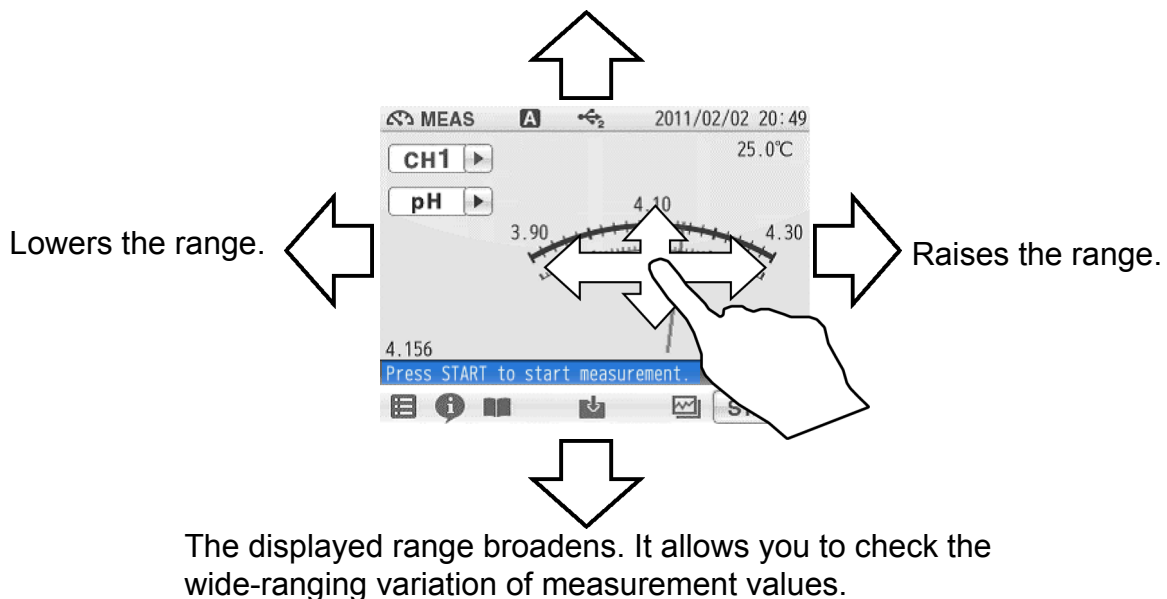 MEAS A 2 2011/02/02 20:49
CH1 25.0℃
pH
4.10
3.90 4.30
Lowers the range. Raises the range.
4.156
Press START to start measurement.
The displayed range broadens. It allows you to check the
wide-ranging variation of measurement values.